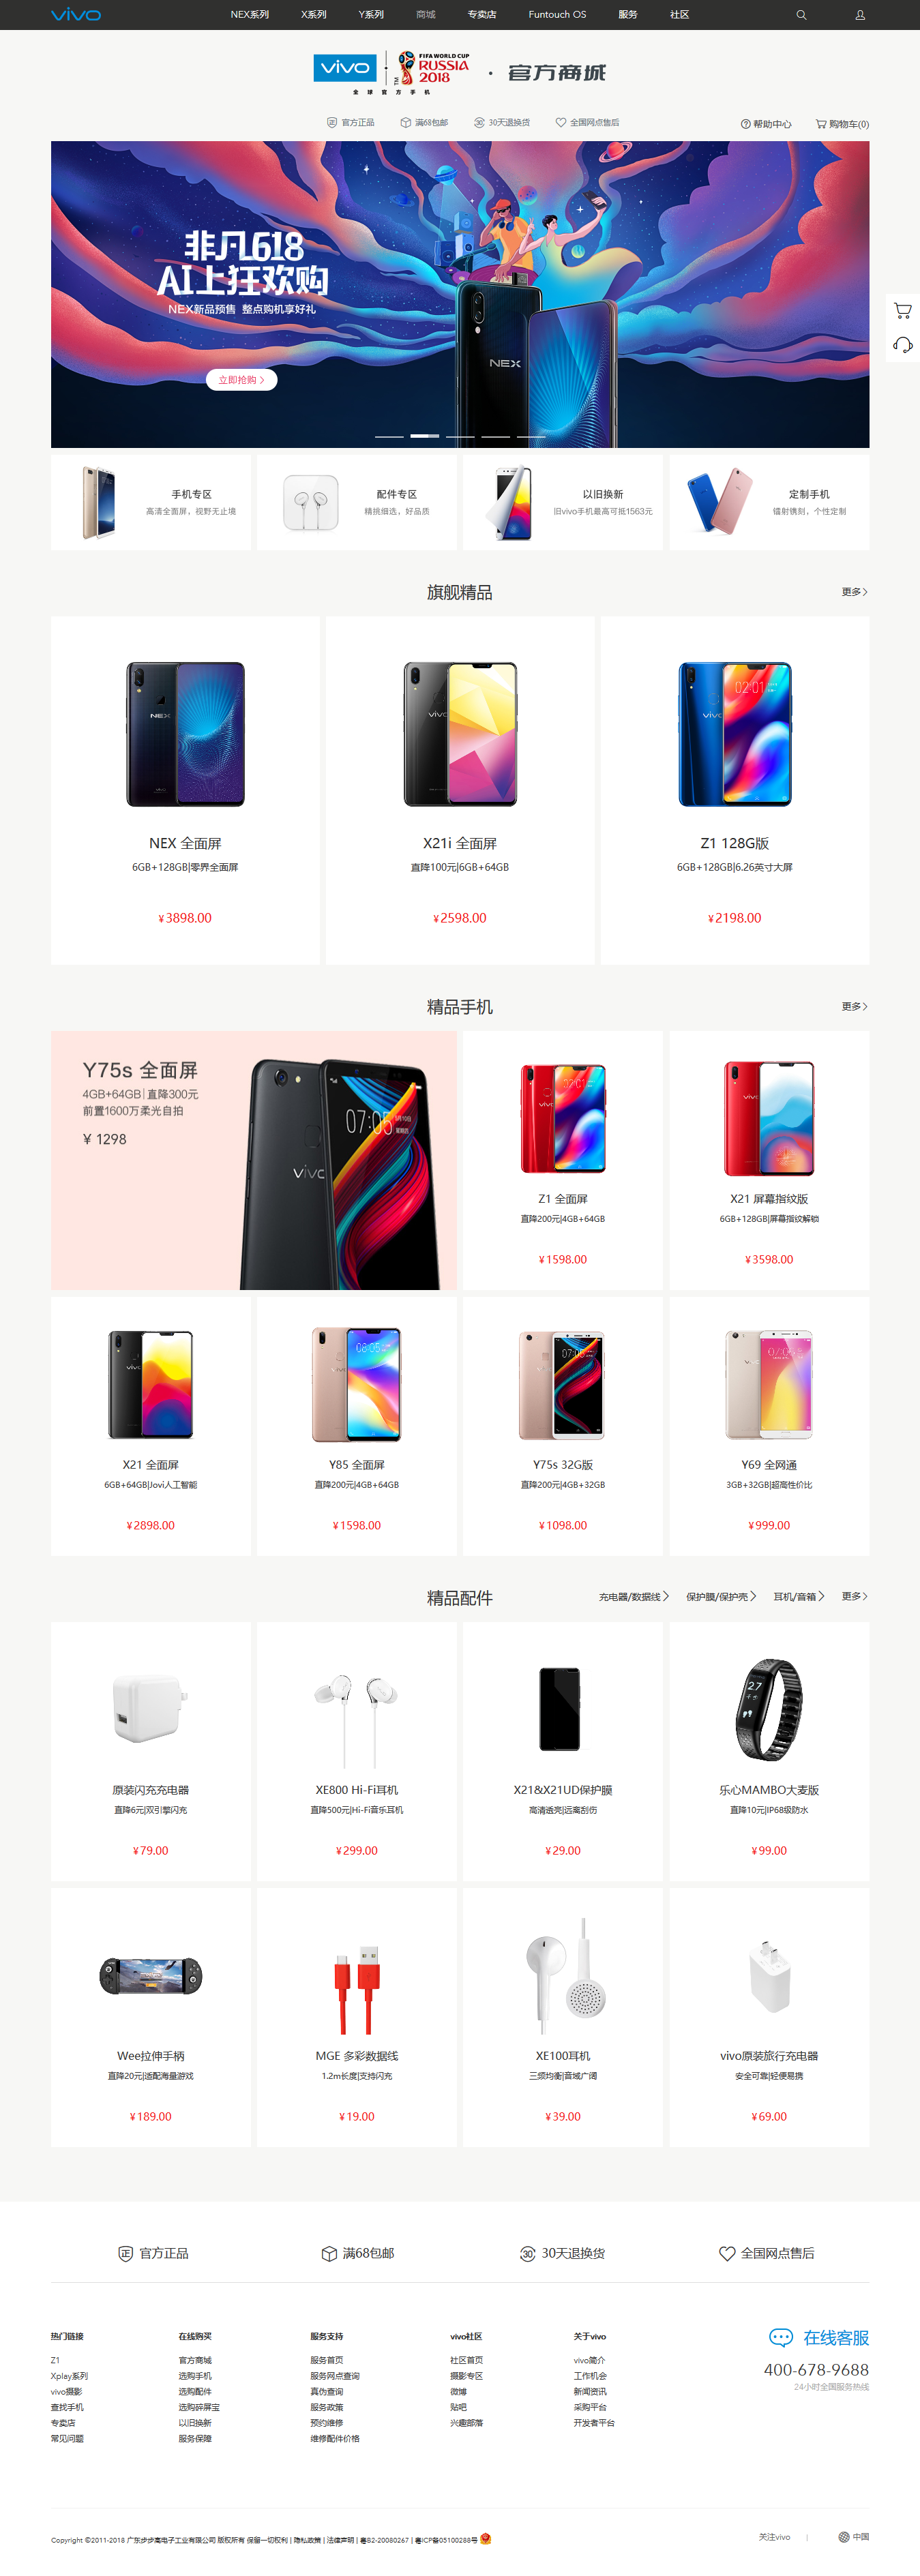 vivo NEX系列 X系列 Y系列 商城 专卖店 Funtouch OS 服务 社区
vivo FIFA WORLD CUP RUSSIA 2018 · 官方商城
TM
全球官方手机
官方正品 满68包邮 30天退换货 全国网点售后 帮助中心 购物车(0)
非凡618
AI上狂欢购
NEX新品预售 整点购机享好礼
NEX
立即抢购
手机专区
高清全面屏，视野无止境
配件专区
精挑细选，好品质
以旧换新
旧vivo手机最高可抵1563元
定制手机
镭射镌刻，个性定制
旗舰精品 更多
NEX
vivo
02:01
vivo
NEX 全面屏
6GB+128GB|零界全面屏
¥3898.00
X21i 全面屏
直降100元|6GB+64GB
¥2598.00
Z1 128G版
6GB+128GB|6.26英寸大屏
¥2198.00
精品手机 更多
Y75s 全面屏
4GB+64GB|直降300元
前置1600万柔光自拍
¥ 1298
07:05
vivo
Z1 全面屏
直降200元|4GB+64GB
¥1598.00
X21 屏幕指纹版
6GB+128GB|屏幕指纹解锁
¥3598.00
X21 全面屏
6GB+64GB|Jovi人工智能
¥2898.00
Y85 全面屏
直降200元|4GB+64GB
¥1598.00
Y75s 32G版
直降200元|4GB+32GB
¥1098.00
Y69 全网通
3GB+32GB|超高性价比
¥999.00
精品配件 充电器/数据线 保护膜/保护壳 耳机/音箱 更多
27
原装闪充充电器
直降6元|双引擎闪充
¥79.00
XE800 Hi-Fi耳机
直降500元|Hi-Fi音乐耳机
¥299.00
X21&X21UD保护膜
高清透亮|远离刮伤
¥29.00
乐心MAMBO大麦版
直降10元|IP68级防水
¥99.00
Wee拉伸手柄
直降20元|适配海量游戏
¥189.00
MGE 多彩数据线
1.2m长度|支持闪充
¥19.00
XE100耳机
三频均衡|音域广阔
¥39.00
vivo原装旅行充电器
安全可靠|轻便易携
¥69.00
正 官方正品 满68包邮 30 30天退换货 全国网点售后
热门链接
Z1
Xplay系列
vivo摄影
查找手机
专卖店
常见问题
在线购买
官方商城
选购手机
选购配件
选购碎屏宝
以旧换新
服务保障
服务支持
服务首页
服务网点查询
真伪查询
服务政策
预约维修
维修配件价格
vivo社区
社区首页
摄影专区
微博
贴吧
兴趣部落
关于vivo
vivo简介
工作机会
新闻资讯
采购平台
开发者平台
在线客服
400-678-9688
24小时全国服务热线
Copyright ©2011-2018 广东步步高电子工业有限公司 版权所有 保留一切权利 | 隐私政策 | 法律声明 | 粤B2-20080267 | 粤ICP备05100288号
关注vivo | 中国